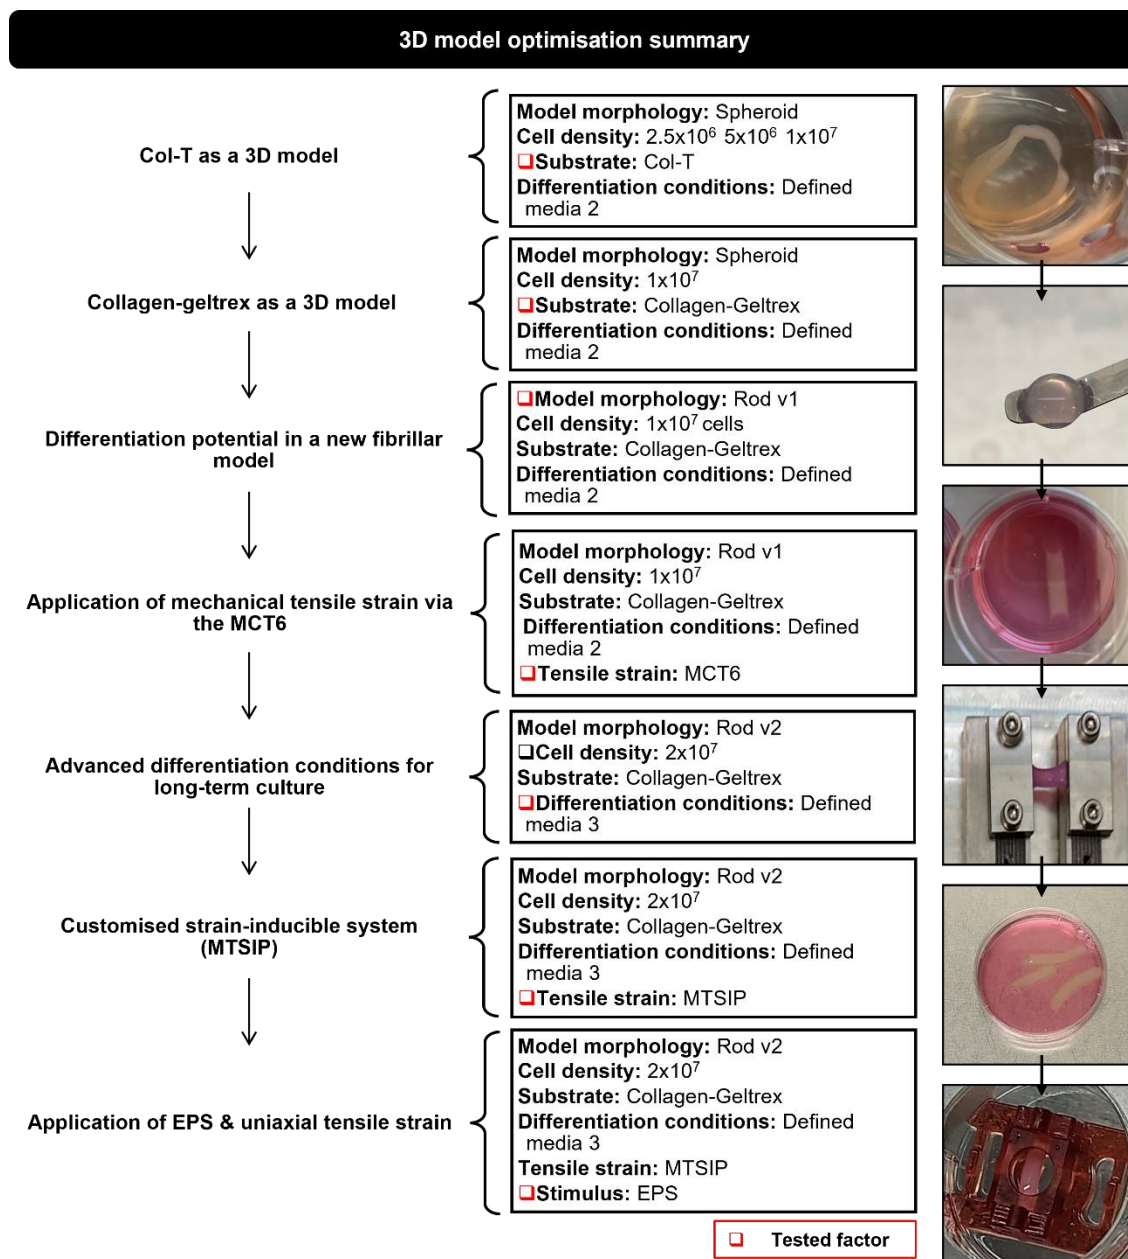 3D model optimisation summary
Col-T as a 3D model
Model morphology: Spheroid
Cell density: 2.5x10⁶ 5x10⁶ 1x10⁷
❑Substrate: Col-T
Differentiation conditions: Defined
media 2
Collagen-geltrex as a 3D model
Model morphology: Spheroid
Cell density: 1x10⁷
❑Substrate: Collagen-Geltrex
Differentiation conditions: Defined
media 2
Differentiation potential in a new fibrillar
model
❑Model morphology: Rod v1
Cell density: 1x10⁷ cells
Substrate: Collagen-Geltrex
Differentiation conditions: Defined
media 2
Application of mechanical tensile strain via
the MCT6
Model morphology: Rod v1
Cell density: 1x10⁷
Substrate: Collagen-Geltrex
Differentiation conditions: Defined
media 2
❑Tensile strain: MCT6
Advanced differentiation conditions for
long-term culture
Model morphology: Rod v2
❑Cell density: 2x10⁷
Substrate: Collagen-Geltrex
❑Differentiation conditions: Defined
media 3
Customised strain-inducible system
(MTSIP)
Model morphology: Rod v2
Cell density: 2x10⁷
Substrate: Collagen-Geltrex
Differentiation conditions: Defined
media 3
❑Tensile strain: MTSIP
Application of EPS & uniaxial tensile strain
Model morphology: Rod v2
Cell density: 2x10⁷
Substrate: Collagen-Geltrex
Differentiation conditions: Defined
media 3
Tensile strain: MTSIP
❑Stimulus: EPS
❑ Tested factor